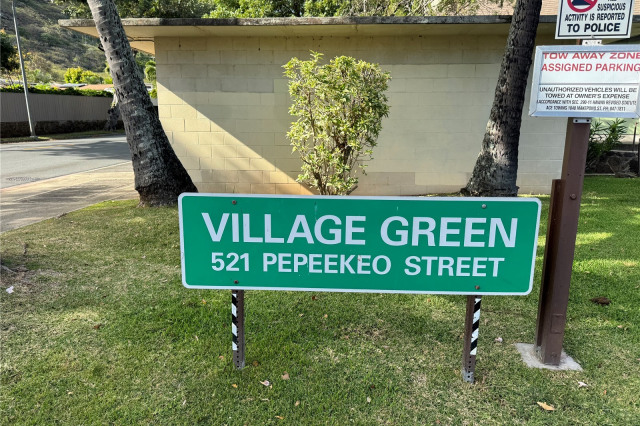 SUSPICIOUS
ACTIVITY IS REPORTED
TO POLICE
TOW AWAY ZONE
ASSIGNED PARKING
UNAUTHORIZED VEHICLES WILL BE
TOWED AT OWNER'S EXPENSE
VILLAGE GREEN
521 PEPEEKEO STREET